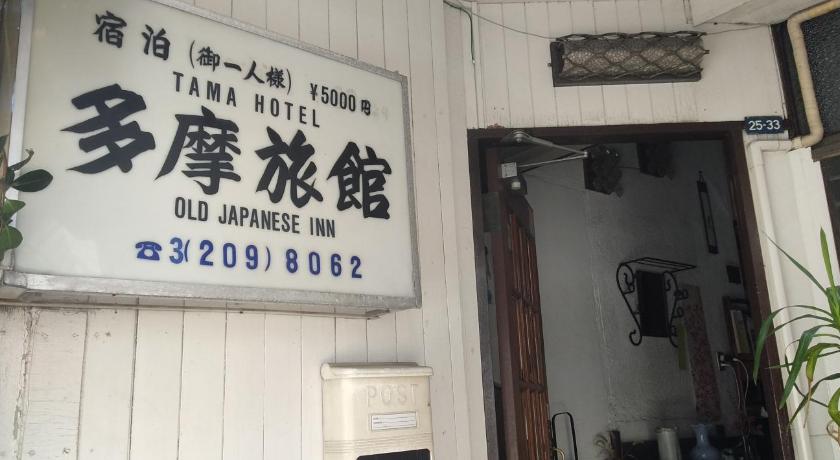 宿泊 (御一人様) ¥5000円
TAMA HOTEL
多摩旅館
OLD JAPANESE INN
☎3(209)8062
25-33
POST